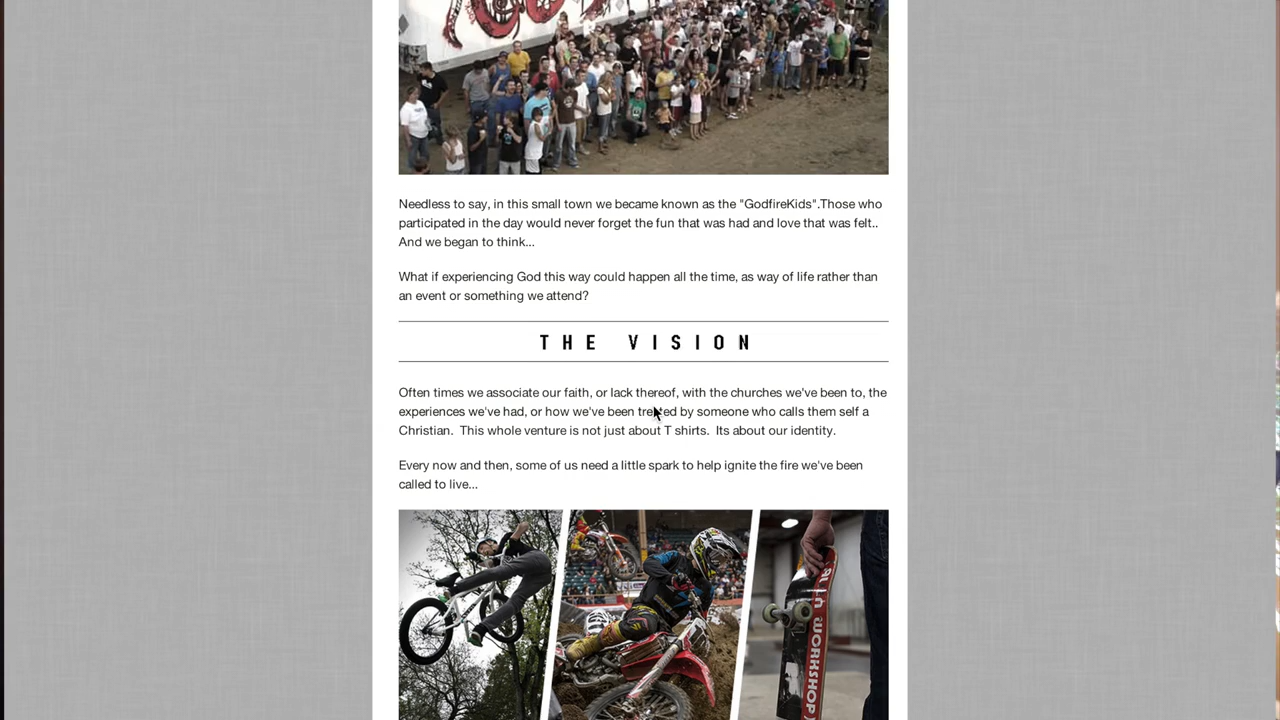 Needless to say, in this small town we became known as the "GodfireKids".Those who
participated in the day would never forget the fun that was had and love that was felt..
And we began to think...
What if experiencing God this way could happen all the time, as way of life rather than
an event or something we attend?
THE VISION
Often times we associate our faith, or lack thereof, with the churches we've been to, the
experiences we've had, or how we've been treated by someone who calls them self a
Christian.  This whole venture is not just about T shirts.  Its about our identity.
Every now and then, some of us need a little spark to help ignite the fire we've been
called to live...
WORKSHOP